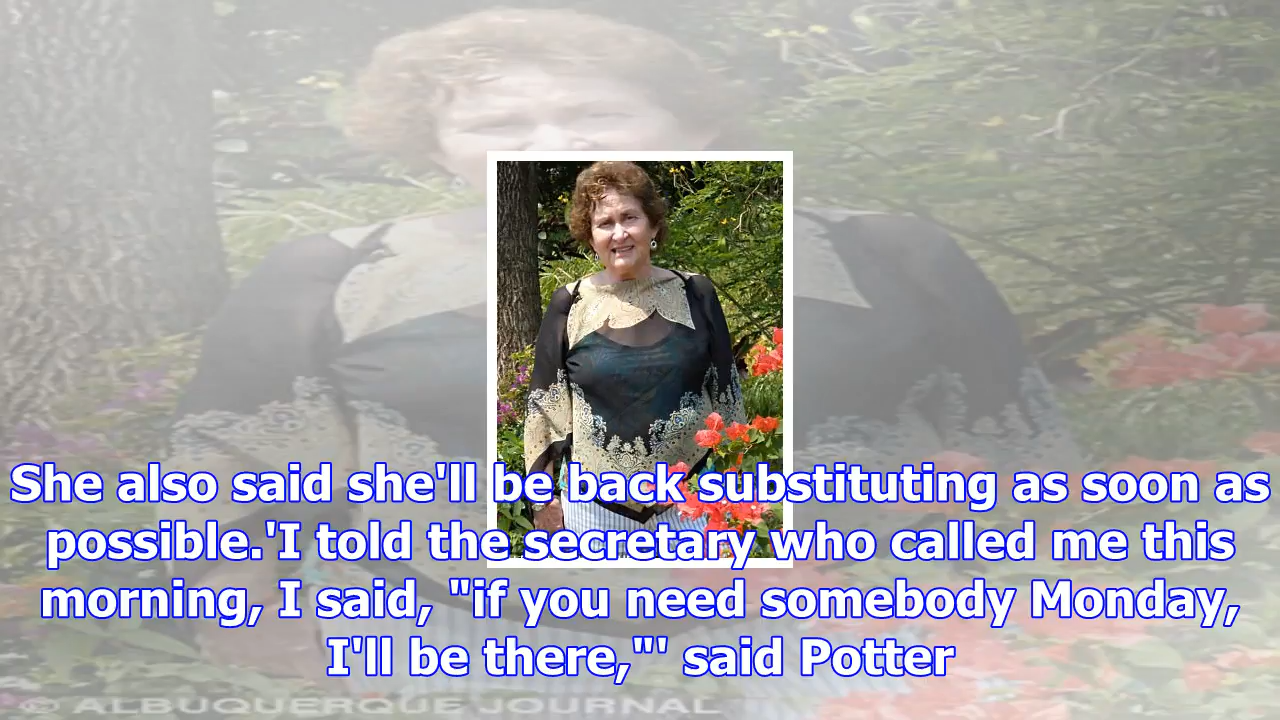 She also said she'll be back substituting as soon as
possible.'I told the secretary who called me this
morning, I said, "if you need somebody Monday,
I'll be there,"' said Potter
© ALBUQUERQUE JOURNAL